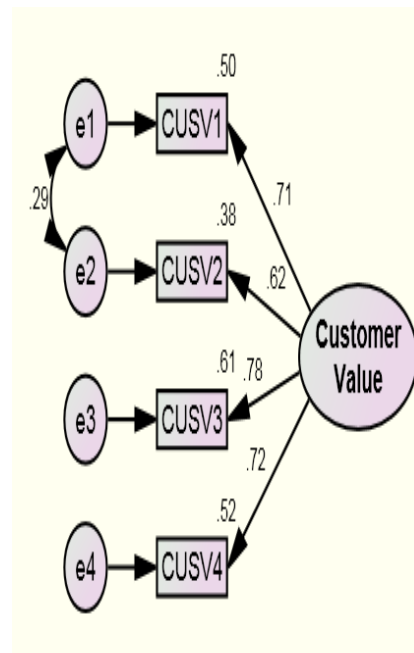 .50
e1
CUSV1
.71
.29
.38
e2
CUSV2
.62
Customer
Value
.61
.78
e3
CUSV3
.72
.52
e4
CUSV4